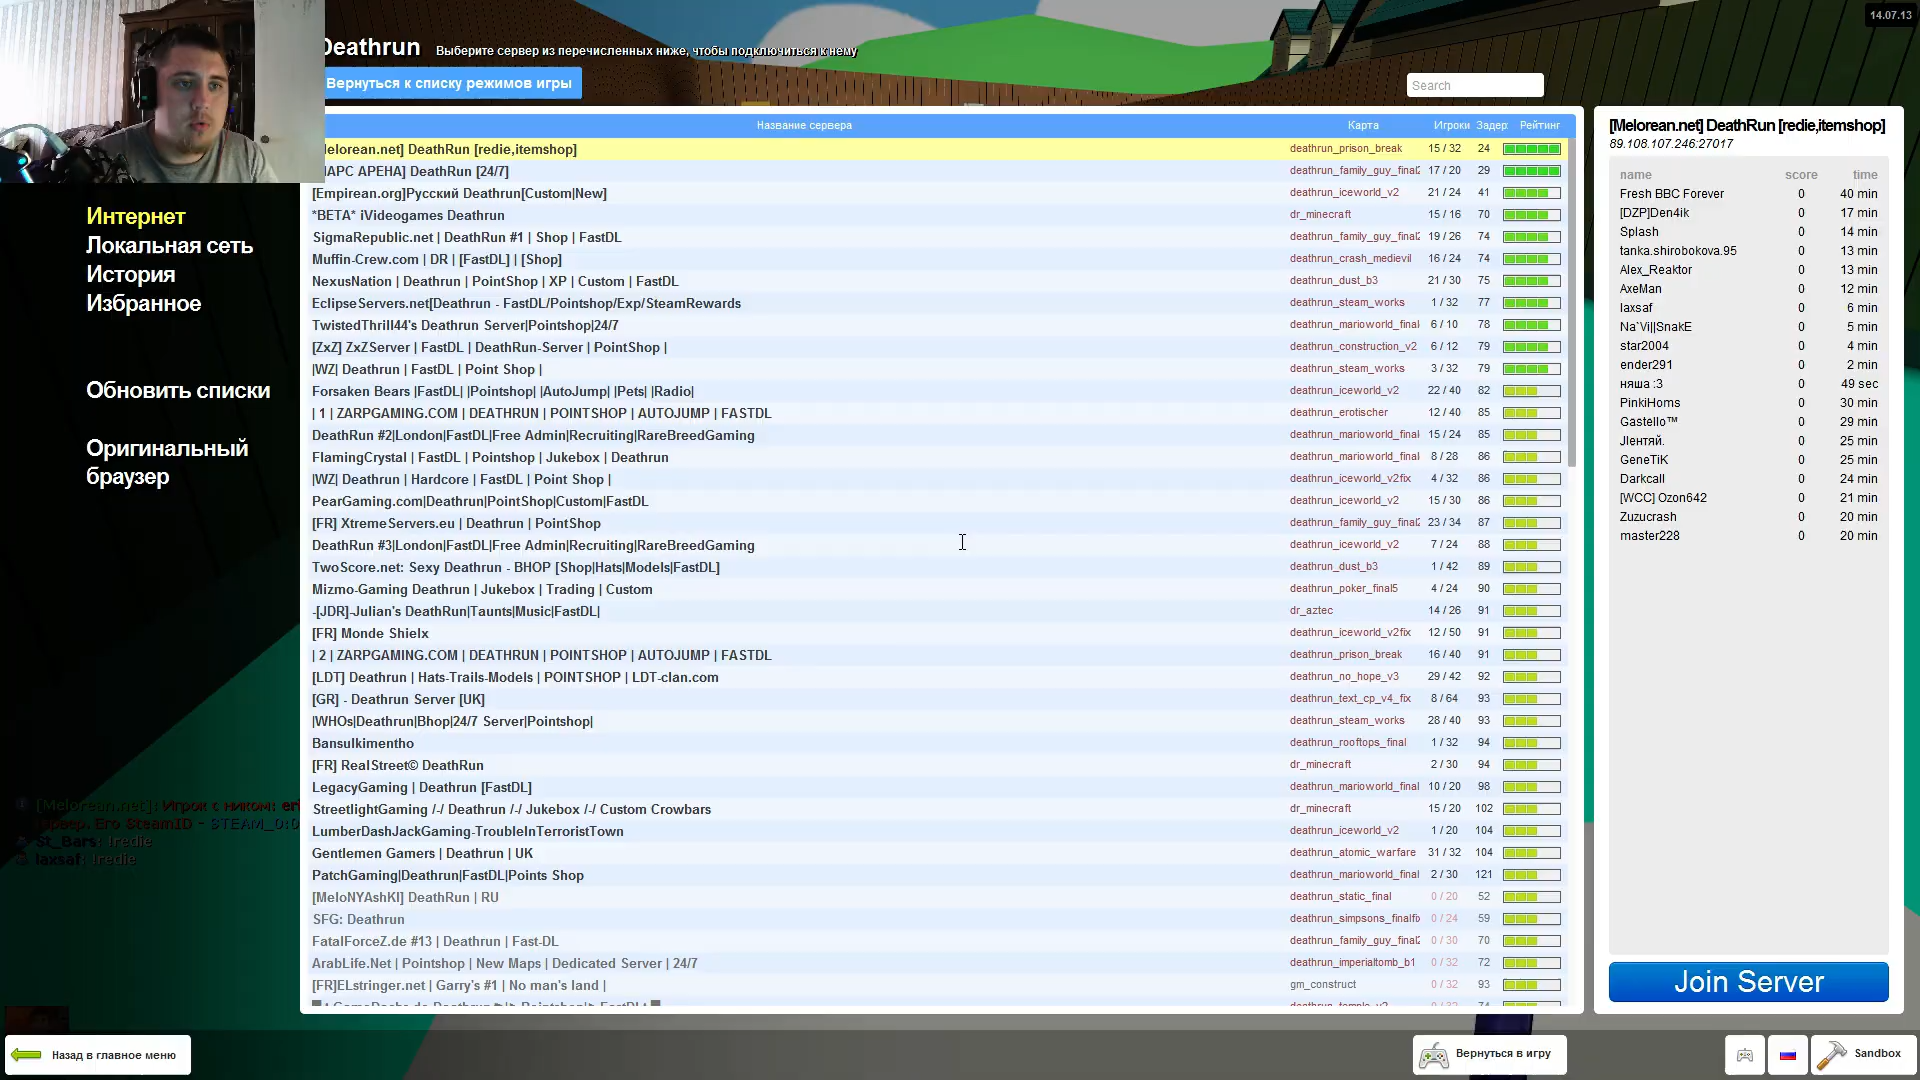 14.07.13
Deathrun Выберите сервер из перечисленных ниже, чтобы подключиться к нему
Вернуться к списку режимов игры
Search
Интернет
Локальная сеть
История
Избранное
Обновить списки
Оригинальный
браузер
Название сервера Карта Игроки Задер Рейтинг
elorean.net] DeathRun [redie,itemshop] deathrun_prison_break 15 / 32 24
АРС АРЕНА] DeathRun [24/7] deathrun_family_guy_final2 17 / 20 29
[Empirean.org]Русский Deathrun[Custom|New] deathrun_iceworld_v2 21 / 24 41
*BETA* iVideogames Deathrun dr_minecraft 15 / 16 70
SigmaRepublic.net | DeathRun #1 | Shop | FastDL deathrun_family_guy_final2 19 / 26 74
Muffin-Crew.com | DR | [FastDL] | [Shop] deathrun_crash_medievil 16 / 24 74
NexusNation | Deathrun | PointShop | XP | Custom | FastDL deathrun_dust_b3 21 / 30 75
EclipseServers.net[Deathrun - FastDL/Pointshop/Exp/SteamRewards deathrun_steam_works 1 / 32 77
TwistedThrill44's Deathrun Server|Pointshop|24/7 deathrun_marioworld_final 6 / 10 78
[ZxZ] ZxZServer | FastDL | DeathRun-Server | PointShop | deathrun_construction_v2 6 / 12 79
|WZ| Deathrun | FastDL | Point Shop | deathrun_steam_works 3 / 32 79
Forsaken Bears |FastDL| |Pointshop| |AutoJump| |Pets| |Radio| deathrun_iceworld_v2 22 / 40 82
| 1 | ZARPGAMING.COM | DEATHRUN | POINTSHOP | AUTOJUMP | FASTDL deathrun_erotischer 12 / 40 85
DeathRun #2|London|FastDL|Free Admin|Recruiting|RareBreedGaming deathrun_marioworld_final 15 / 24 85
FlamingCrystal | FastDL | Pointshop | Jukebox | Deathrun deathrun_marioworld_final 8 / 28 86
|WZ| Deathrun | Hardcore | FastDL | Point Shop | deathrun_iceworld_v2fix 4 / 32 86
PearGaming.com|Deathrun|PointShop|Custom|FastDL deathrun_iceworld_v2 15 / 30 86
[FR] XtremeServers.eu | Deathrun | PointShop deathrun_family_guy_final2 23 / 34 87
DeathRun #3|London|FastDL|Free Admin|Recruiting|RareBreedGaming deathrun_iceworld_v2 7 / 24 88
TwoScore.net: Sexy Deathrun - BHOP [Shop|Hats|Models|FastDL] deathrun_dust_b3 1 / 42 89
Mizmo-Gaming Deathrun | Jukebox | Trading | Custom deathrun_poker_final5 4 / 24 90
-[JDR]-Julian's DeathRun|Taunts|Music|FastDL| dr_aztec 14 / 26 91
[FR] Monde Shielx deathrun_iceworld_v2fix 12 / 50 91
| 2 | ZARPGAMING.COM | DEATHRUN | POINTSHOP | AUTOJUMP | FASTDL deathrun_prison_break 16 / 40 91
[LDT] Deathrun | Hats-Trails-Models | POINTSHOP | LDT-clan.com deathrun_no_hope_v3 29 / 42 92
[GR] - Deathrun Server [UK] deathrun_text_cp_v4_fix 8 / 64 93
|WHOs|Deathrun|Bhop|24/7 Server|Pointshop| deathrun_steam_works 28 / 40 93
Bansulkimentho deathrun_rooftops_final 1 / 32 94
[FR] RealStreet© DeathRun dr_minecraft 2 / 30 94
LegacyGaming | Deathrun [FastDL] deathrun_marioworld_final 10 / 20 98
StreetlightGaming /-/ Deathrun /-/ Jukebox /-/ Custom Crowbars dr_minecraft 15 / 20 102
LumberDashJackGaming-TroubleInTerroristTown deathrun_iceworld_v2 1 / 20 104
Gentlemen Gamers | Deathrun | UK deathrun_atomic_warfare 31 / 32 104
PatchGaming|Deathrun|FastDL|Points Shop deathrun_marioworld_final 2 / 30 121
[MeloNYAshKI] DeathRun | RU deathrun_static_final 0 / 20 52
SFG: Deathrun deathrun_simpsons_finalfix 0 / 24 59
FatalForceZ.de #13 | Deathrun | Fast-DL deathrun_family_guy_final2 0 / 30 70
ArabLife.Net | Pointshop | New Maps | Dedicated Server | 24/7 deathrun_imperialtomb_b1 0 / 32 72
[FR]ELstringer.net | Garry's #1 | No man's land | gm_construct 0 / 32 93
[Melorean.net] DeathRun [redie,itemshop]
89.108.107.246:27017
name score time
Fresh BBC Forever 0 40 min
[DZP]Den4ik 0 17 min
Splash 0 14 min
tanka.shirobokova.95 0 13 min
Alex_Reaktor 0 13 min
AxeMan 0 12 min
laxsaf 0 6 min
Na`Vi||SnakE 0 5 min
star2004 0 4 min
ender291 0 2 min
няша :3 0 49 sec
PinkiHoms 0 30 min
Gastello™ 0 29 min
Jleнтяй. 0 25 min
GeneTiK 0 25 min
Darkcall 0 24 min
[WCC] Ozon642 0 21 min
Zuzucrash 0 20 min
master228 0 20 min
Join Server
[Melorean.net]: Игрок с ником: er
сервер. Его SteamID - STEAM_0:0
St_Bars: !redie
laxsaf: !redie
Назад в главное меню
Вернуться в игру
Sandbox